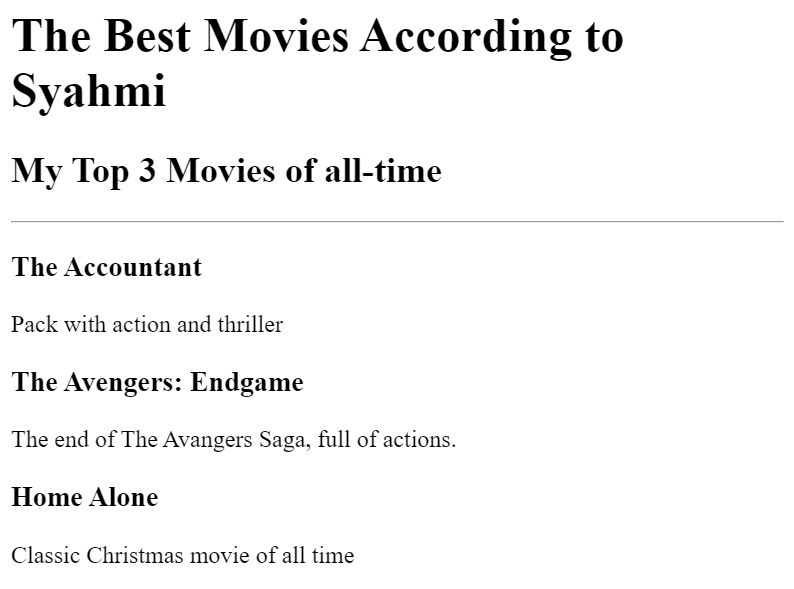 The Best Movies According to
Syahmi
My Top 3 Movies of all-time
The Accountant
Pack with action and thriller
The Avengers: Endgame
The end of The Avangers Saga, full of actions.
Home Alone
Classic Christmas movie of all time